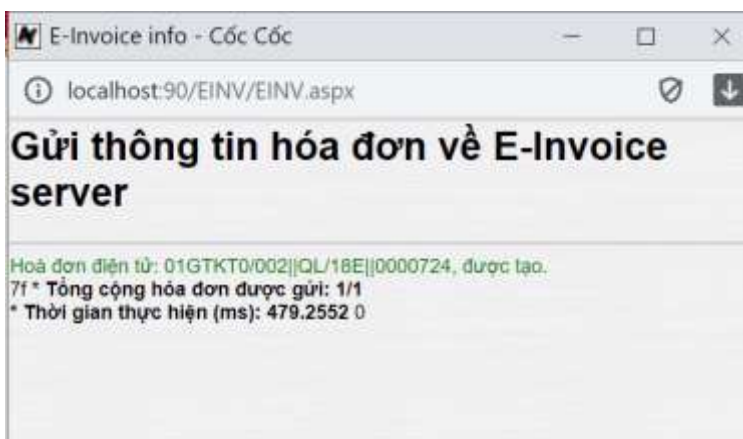 E-Invoice info - Cốc Cốc
localhost:90/EINV/EINV.aspx
Gửi thông tin hóa đơn về E-Invoice
server
Hoá đơn điện tử: 01GTKT0/002||QL/18E||0000724, được tạo.
7f * Tổng cộng hóa đơn được gửi: 1/1
* Thời gian thực hiện (ms): 479.2552 0